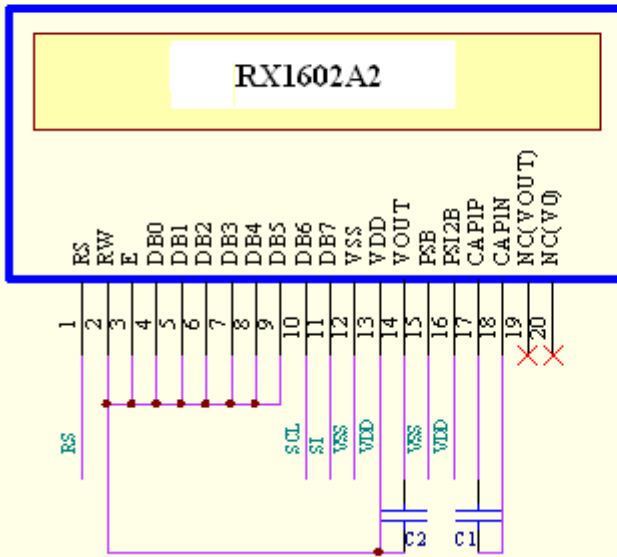 RX1602A2
RS
RW
E
DB0
DB1
DB2
DB3
DB4
DB5
DB6
DB7
VSS
VDD
VOUT
PSB
PSI2B
CAP1P
CAP1N
NC(VOUT)
NC(V0)
1
2
3
4
5
6
7
8
9
10
11
12
13
14
15
16
17
18
19
20
RS
SCL
SI
VSS
VDD
VSS
VDD
C2
C1